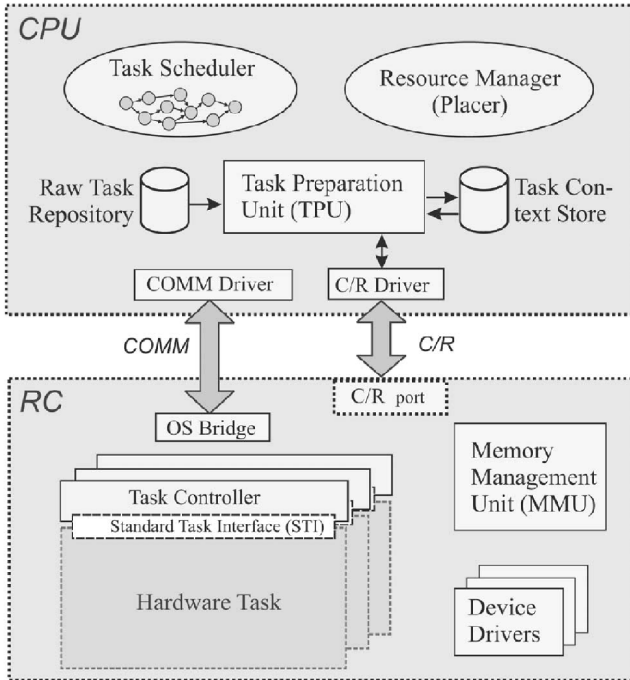 CPU
Task Scheduler
Resource Manager
(Placer)
Raw Task
Repository
Task Preparation
Unit (TPU)
Task Con-
text Store
COMM Driver
C/R Driver
COMM
C/R
RC
C/R port
OS Bridge
Memory
Management
Unit (MMU)
Task Controller
Standard Task Interface (STI)
Hardware Task
Device
Drivers